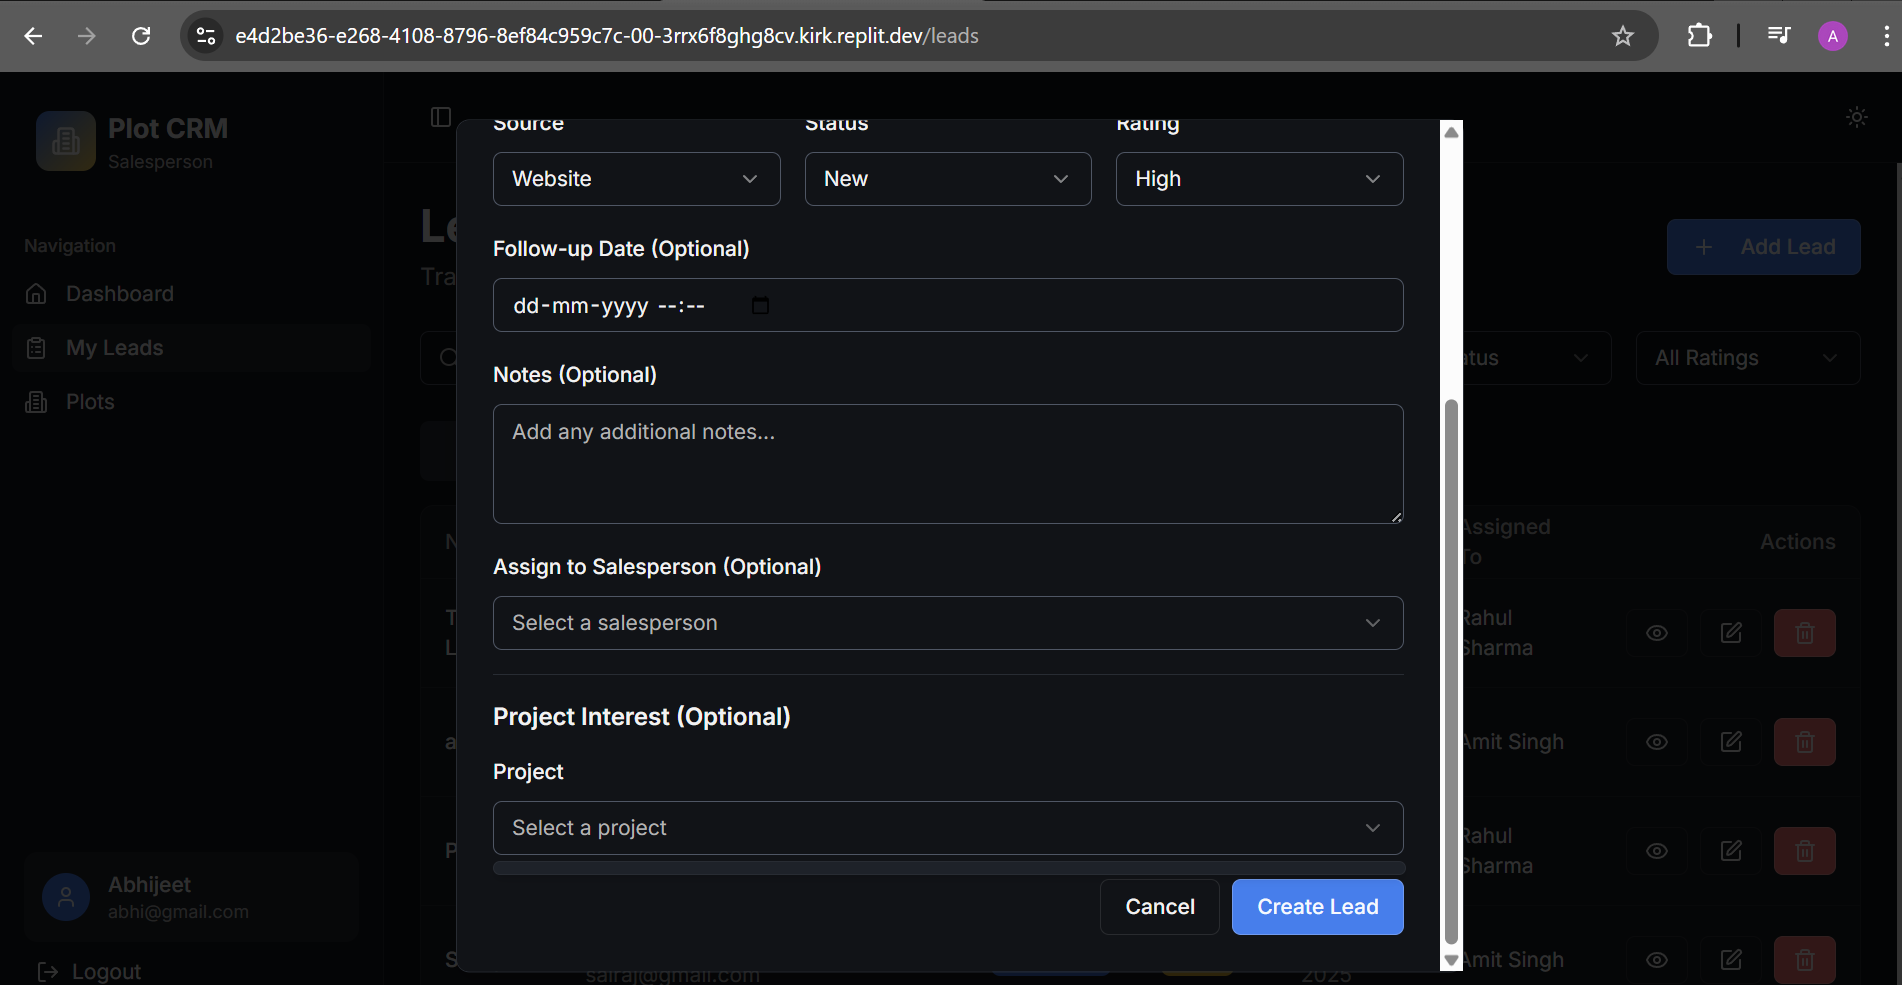 e4d2be36-e268-4108-8796-8ef84c959c7c-00-3rrx6f8ghg8cv.kirk.replit.dev/leads
A
Plot CRM
Salesperson
Navigation
Dashboard
My Leads
Plots
Abhijeet
abhi@gmail.com
Logout
Add Lead
All Ratings
Source
Status
Rating
Website
New
High
Follow-up Date (Optional)
dd-mm-yyyy --:--
Notes (Optional)
Add any additional notes...
Assign to Salesperson (Optional)
Select a salesperson
Project Interest (Optional)
Project
Select a project
Cancel
Create Lead
Assigned
To
Actions
Rahul
Sharma
Amit Singh
Rahul
Sharma
Amit Singh
sairaj@gmail.com
2025